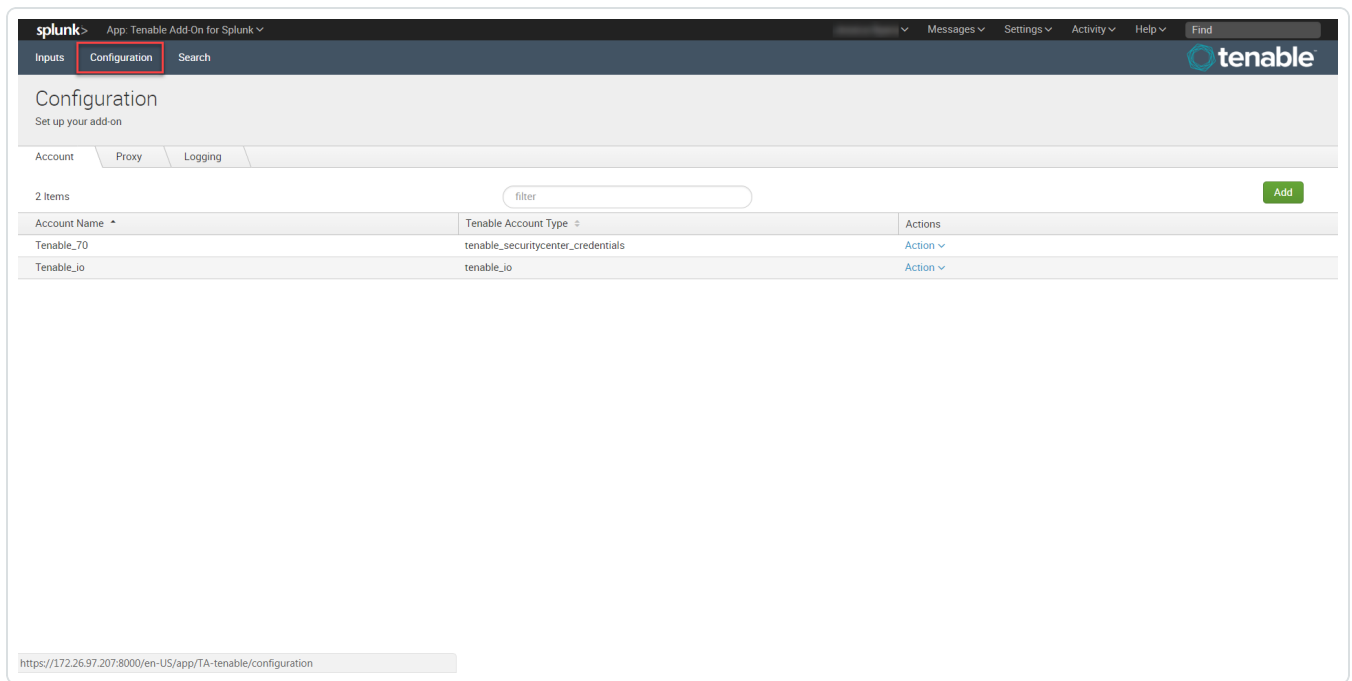 splunk> App: Tenable Add-On for Splunk Messages Settings Activity Help Find
Inputs Configuration Search tenable
Configuration
Set up your add-on
Account Proxy Logging
2 Items filter Add
Account Name Tenable Account Type Actions
Tenable_70 tenable_securitycenter_credentials Action
Tenable_io tenable_io Action
https://172.26.97.207:8000/en-US/app/TA-tenable/configuration